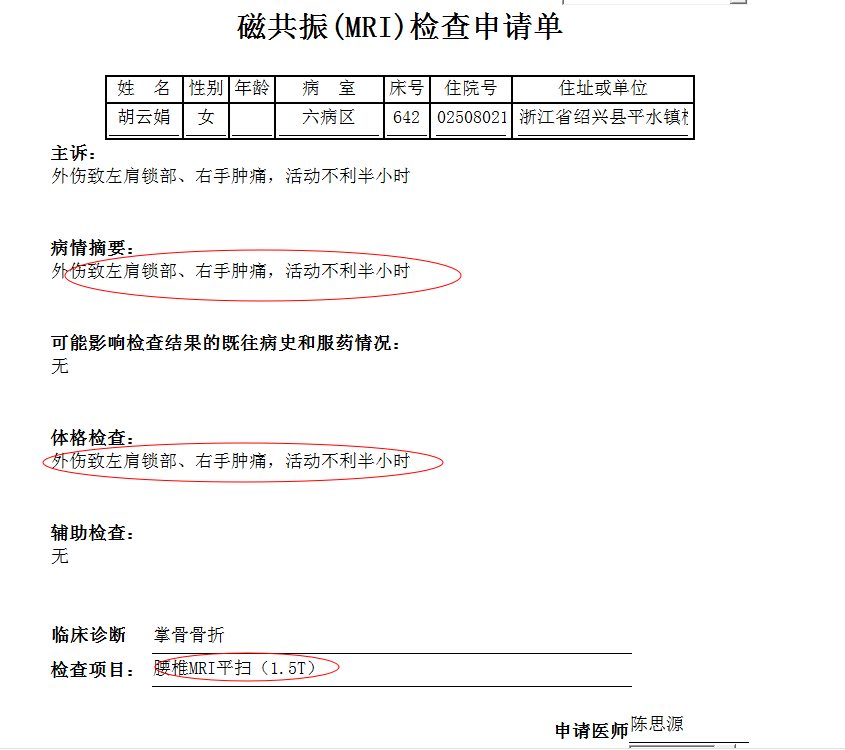 磁共振(MRI)检查申请单
姓 名 性别 年龄 病 室 床号 住院号 住址或单位
胡云娟 女 六病区 642 02508021 浙江省绍兴县平水镇
主诉：
外伤致左肩锁部、右手肿痛，活动不利半小时
病情摘要：
外伤致左肩锁部、右手肿痛，活动不利半小时
可能影响检查结果的既往病史和服药情况：
无
体格检查：
外伤致左肩锁部、右手肿痛，活动不利半小时
辅助检查：
无
临床诊断 掌骨骨折
检查项目： 腰椎MRI平扫（1.5T）
申请医师 陈思源